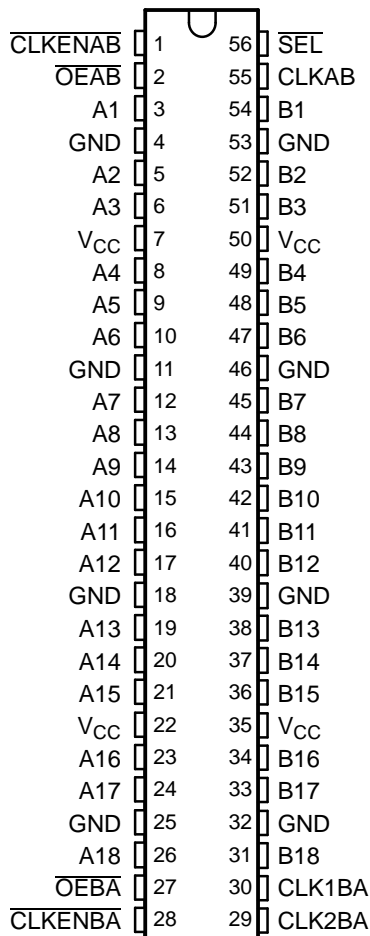 CLKENAB 1 56 SEL
OEAB 2 55 CLKAB
A1 3 54 B1
GND 4 53 GND
A2 5 52 B2
A3 6 51 B3
VCC 7 50 VCC
A4 8 49 B4
A5 9 48 B5
A6 10 47 B6
GND 11 46 GND
A7 12 45 B7
A8 13 44 B8
A9 14 43 B9
A10 15 42 B10
A11 16 41 B11
A12 17 40 B12
GND 18 39 GND
A13 19 38 B13
A14 20 37 B14
A15 21 36 B15
VCC 22 35 VCC
A16 23 34 B16
A17 24 33 B17
GND 25 32 GND
A18 26 31 B18
OEBA 27 30 CLK1BA
CLKENBA 28 29 CLK2BA